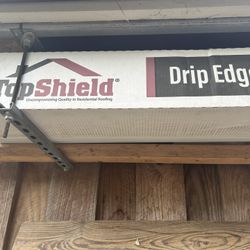 TopShield®
Uncompromising Quality in Residential Roofing
Drip Edge